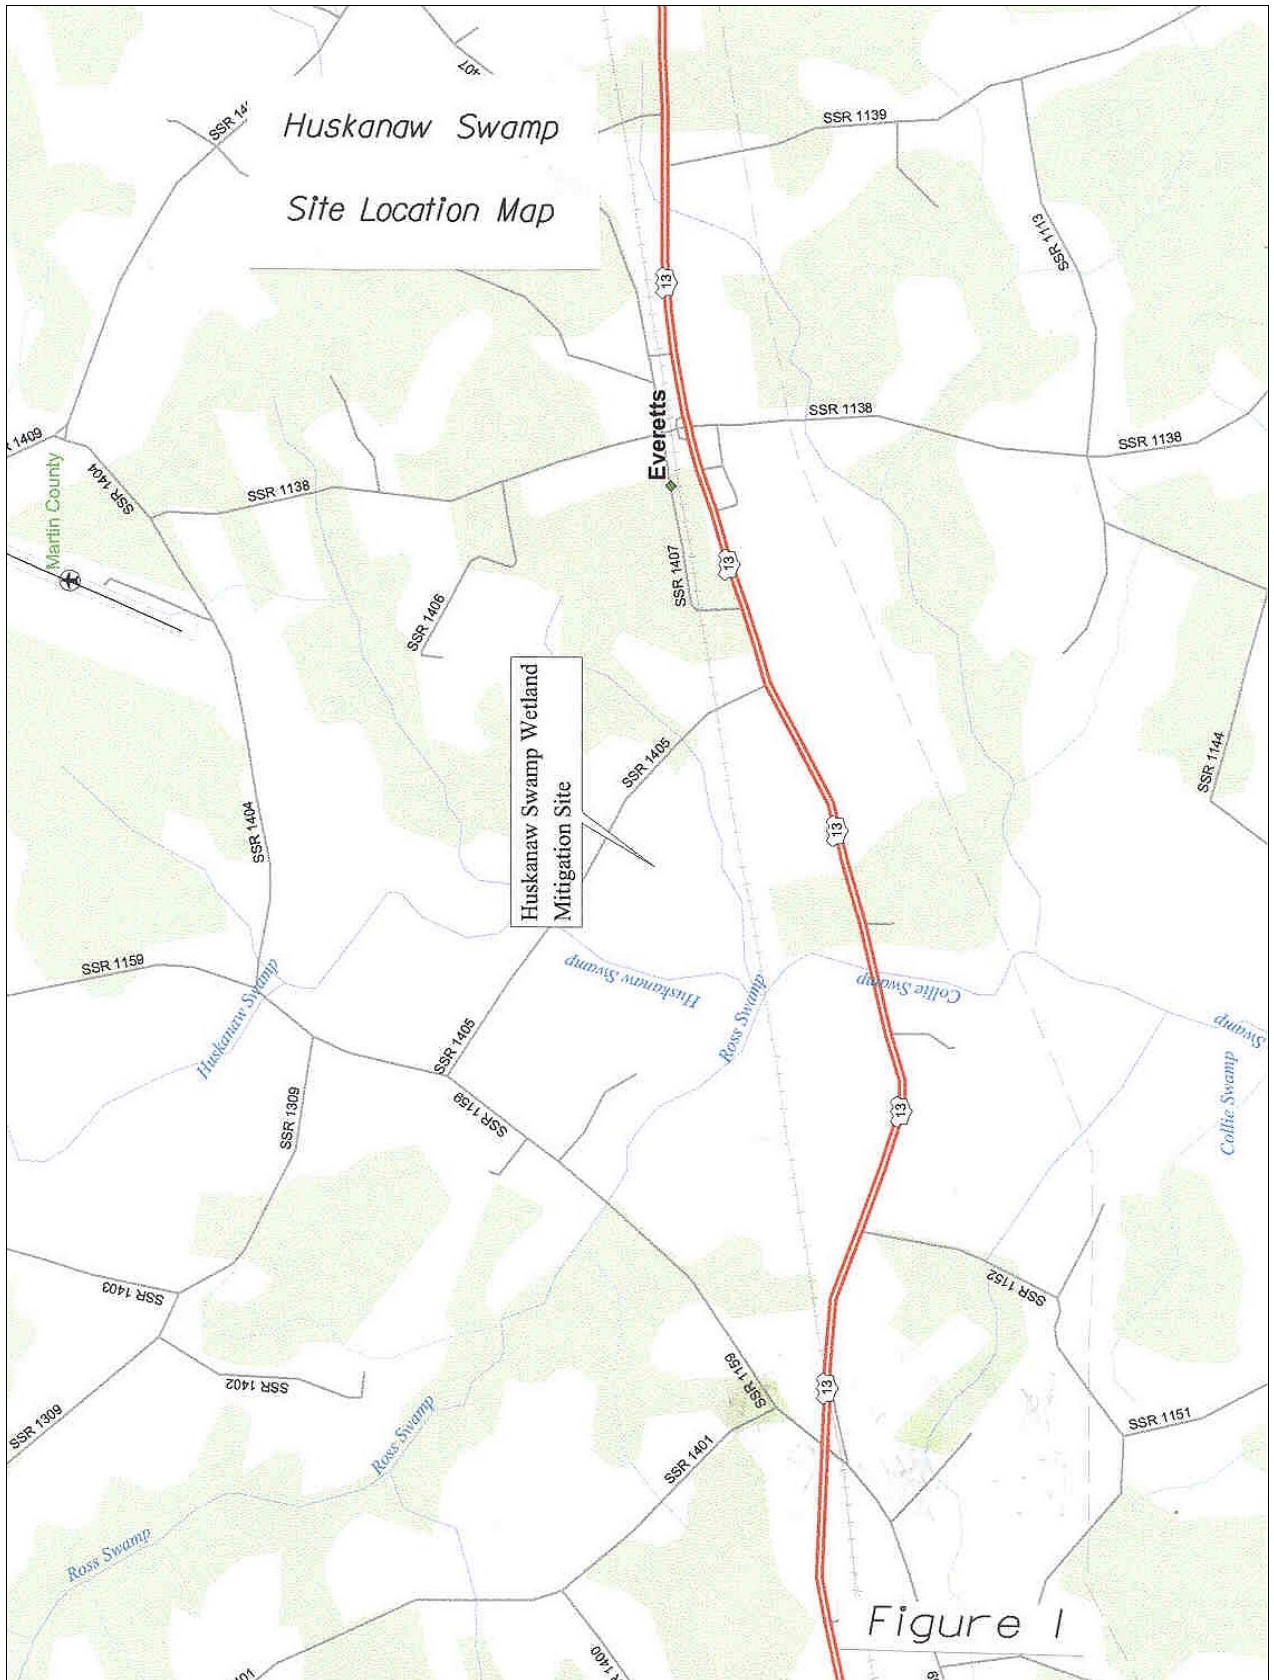 407
SSR 14
Huskanaw Swamp
Site Location Map
SSR 1139
SSR 1113
13
1409
SSR 1404
Martin County
SSR 1138
Everetts
SSR 1138
SSR 1138
SSR 1407
13
SSR 1406
Huskanaw Swamp Wetland
Mitigation Site
SSR 1405
SSR 1144
SSR 1404
13
SSR 1159
Huskanaw Swamp
Huskanaw Swamp
Ross Swamp
Collie Swamp
Swamp
SSR 1405
SSR 1159
SSR 1309
13
Collie Swamp
SSR 1403
SSR 1152
SSR 1402
SSR 1159
13
SSR 1309
Ross Swamp
SSR 1401
SSR 1151
Ross Swamp
Figure 1
1400